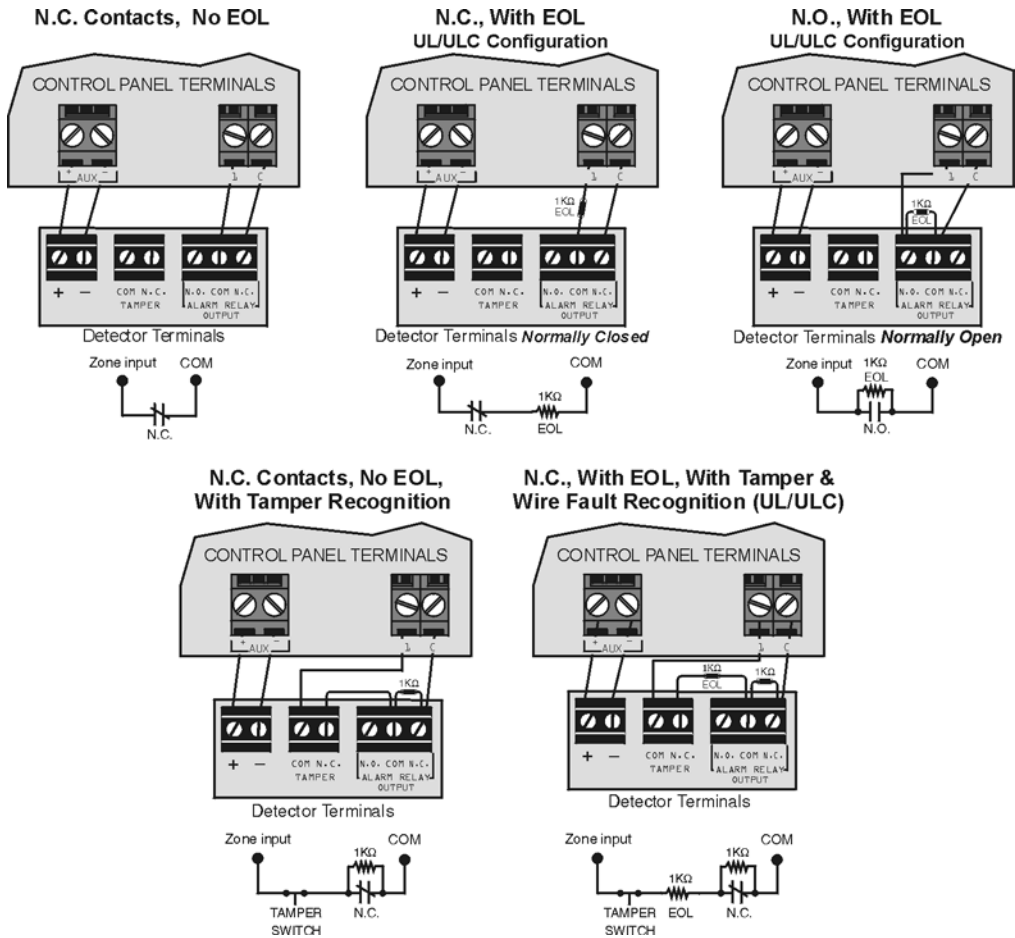 N.C. Contacts, No EOL
CONTROL PANEL TERMINALS
+ AUX -
1 C
+ -
COM N.C.
TAMPER
N.O. COM N.C.
ALARM RELAY
OUTPUT
Detector Terminals
Zone input COM
N.C.
N.C., With EOL
UL/ULC Configuration
CONTROL PANEL TERMINALS
+ AUX -
1 C
1KΩ
EOL
+ -
COM N.C.
TAMPER
N.O. COM N.C.
ALARM RELAY
OUTPUT
Detector Terminals Normally Closed
Zone input COM
1KΩ
N.C. EOL
N.O., With EOL
UL/ULC Configuration
CONTROL PANEL TERMINALS
+ AUX -
1 C
1KΩ
EOL
+ -
COM N.C.
TAMPER
N.O. COM N.C.
ALARM RELAY
OUTPUT
Detector Terminals Normally Open
Zone input COM
1KΩ
EOL
N.O.
N.C. Contacts, No EOL,
With Tamper Recognition
CONTROL PANEL TERMINALS
+ AUX -
1 C
1KΩ
+ -
COM N.C.
TAMPER
N.O. COM N.C.
ALARM RELAY
OUTPUT
Detector Terminals
Zone input COM
1KΩ
TAMPER N.C.
SWITCH
N.C., With EOL, With Tamper &
Wire Fault Recognition (UL/ULC)
CONTROL PANEL TERMINALS
+ AUX -
1 C
1KΩ
EOL
1KΩ
+ -
COM N.C.
TAMPER
N.O. COM N.C.
ALARM RELAY
OUTPUT
Detector Terminals
Zone input COM
1KΩ
1KΩ
TAMPER EOL N.C.
SWITCH